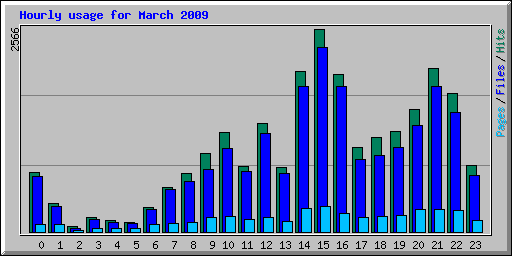 Hourly usage for March 2009
2566
Pages/Files/Hits
0 1 2 3 4 5 6 7 8 9 10 11 12 13 14 15 16 17 18 19 20 21 22 23